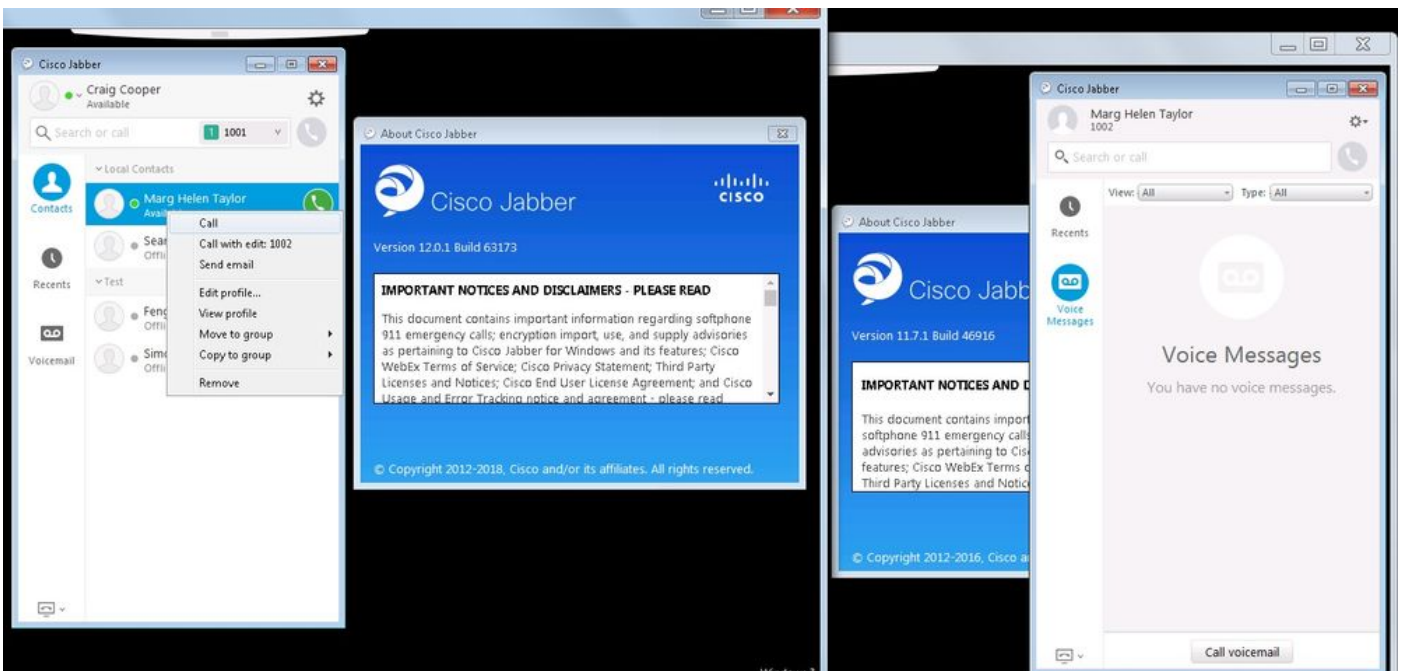 Cisco Jabber
Craig Cooper
Available
Search or call
1 1001
Local Contacts
Contacts
Marg Helen Taylor
Recents
Test
Voicemail
Call
Call with edit: 1002
Send email
Edit profile...
View profile
Move to group
Copy to group
Remove
About Cisco Jabber
Cisco Jabber
CISCO
Version 12.0.1 Build 63173
IMPORTANT NOTICES AND DISCLAIMERS - PLEASE READ
This document contains important information regarding softphone
911 emergency calls; encryption import, use, and supply advisories
as pertaining to Cisco Jabber for Windows and its features; Cisco
WebEx Terms of Service; Cisco Privacy Statement; Third Party
Licenses and Notices; Cisco End User License Agreement; and Cisco
Usage and Error Tracking notice and agreement - please read
© Copyright 2012-2018, Cisco and/or its affiliates. All rights reserved.
About Cisco Jabber
Cisco Jabb
Version 11.7.1 Build 46916
IMPORTANT NOTICES AND D
This document contains import
softphone 911 emergency calls
advisories as pertaining to Cis
features; Cisco WebEx Terms o
Third Party Licenses and Notic
© Copyright 2012-2016, Cisco a
Cisco Jabber
Marg Helen Taylor
1002
Search or call
View: All Type: All
Recents
Voice
Messages
Voice Messages
You have no voice messages.
Call voicemail